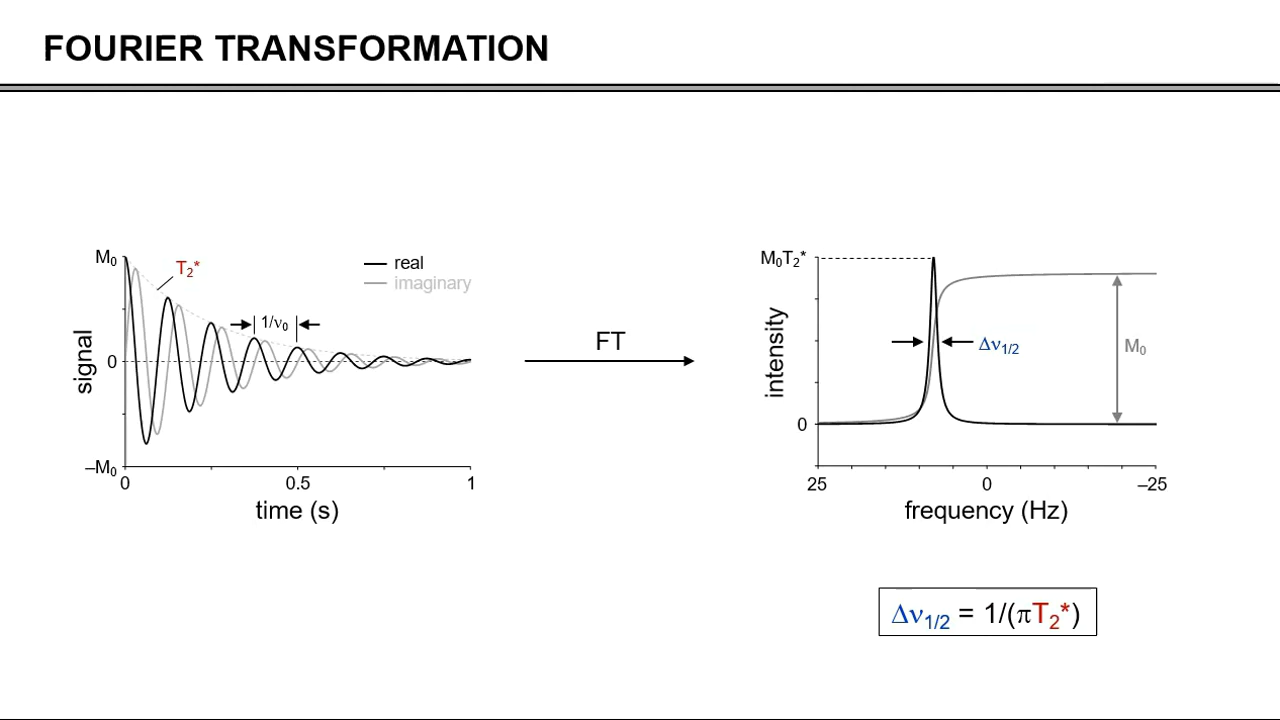 FOURIER TRANSFORMATION
M₀
T₂*
real
imaginary
1/ν₀
signal
0
–M₀
0
0.5
1
time (s)
FT
M₀T₂*
Δν₁/₂
M₀
intensity
0
25
0
–25
frequency (Hz)
Δν₁/₂ = 1/(πT₂*)